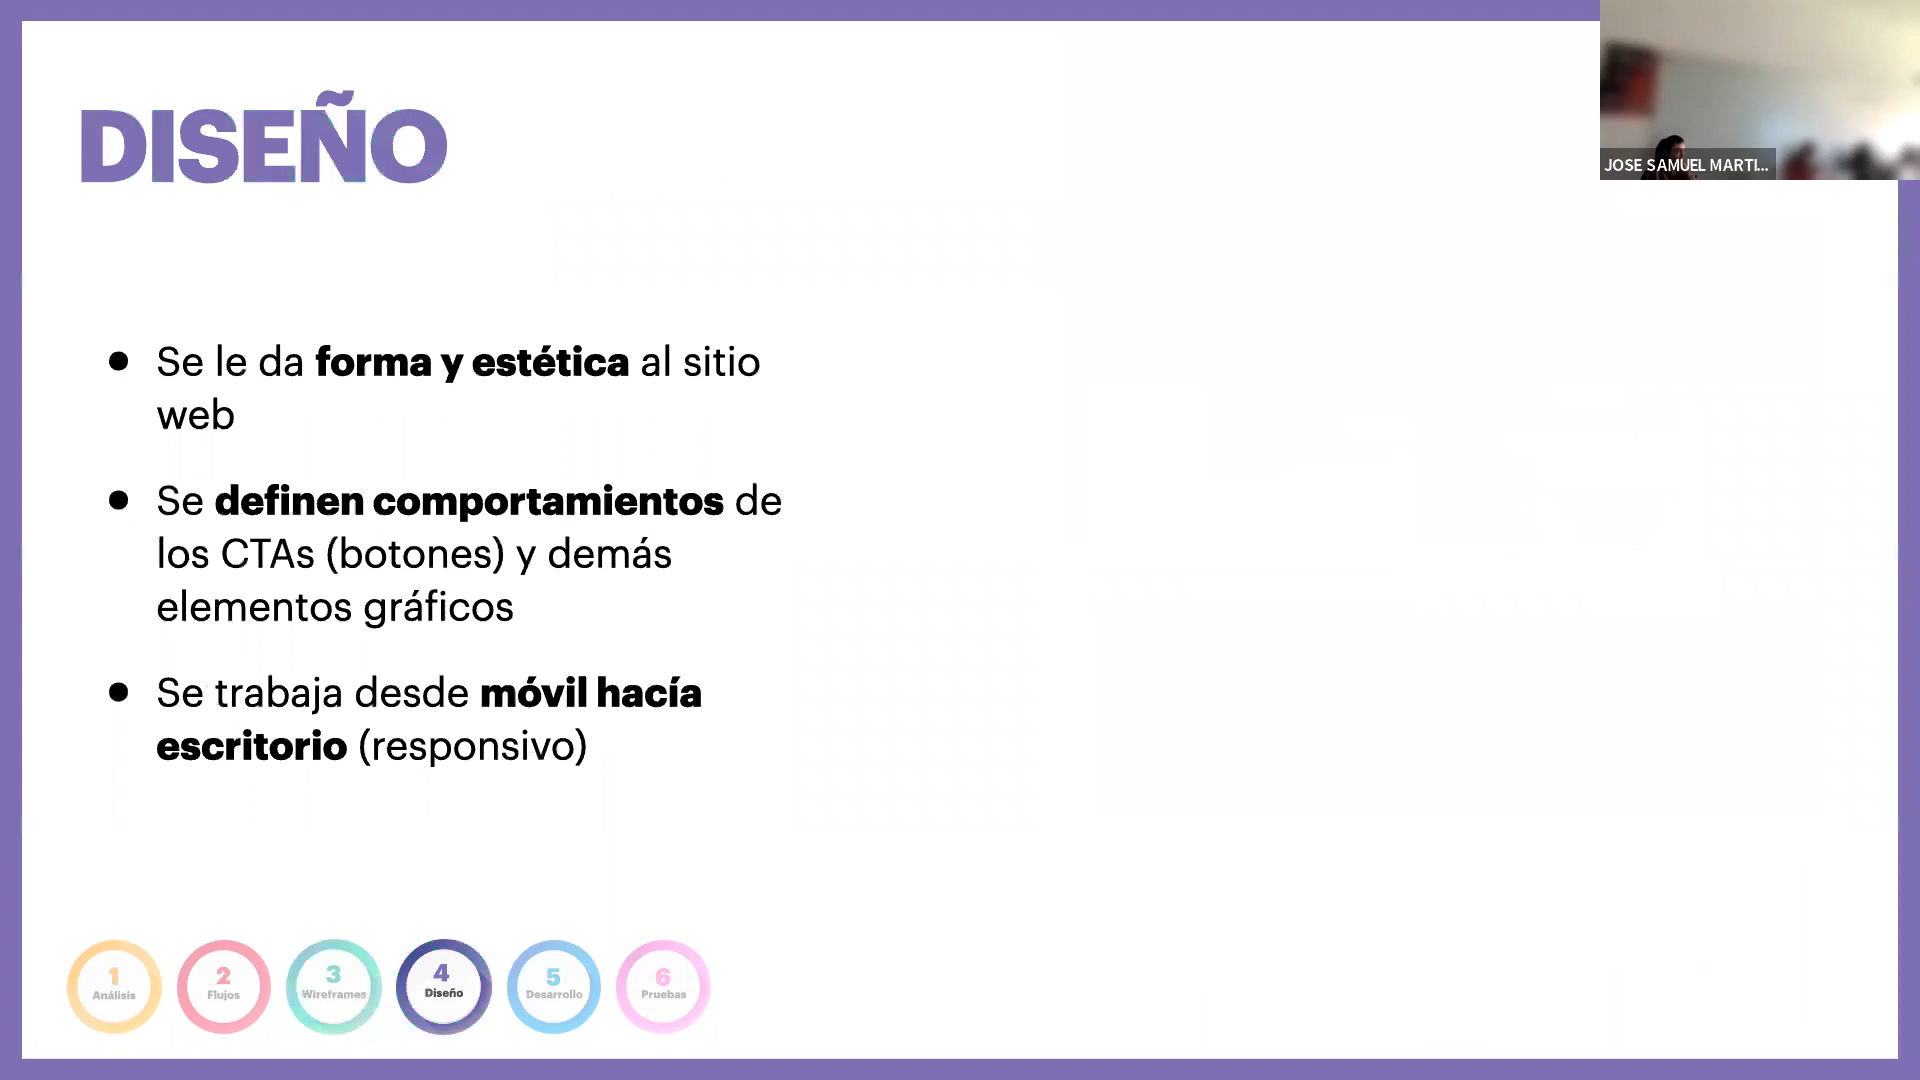 DISEÑO
JOSE SAMUEL MARTI...
● Se le da forma y estética al sitio
web
● Se definen comportamientos de
los CTAs (botones) y demás
elementos gráficos
● Se trabaja desde móvil hacía
escritorio (responsivo)
1
Análisis
2
Flujos
3
Wireframes
4
Diseño
5
Desarrollo
6
Pruebas